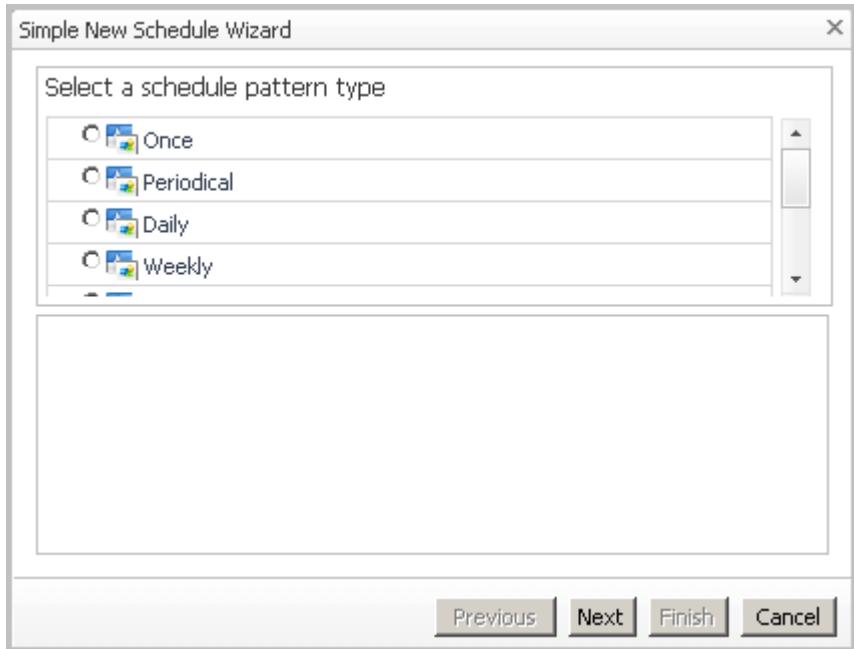 Simple New Schedule Wizard
Select a schedule pattern type
Once
Periodical
Daily
Weekly
Previous Next Finish Cancel